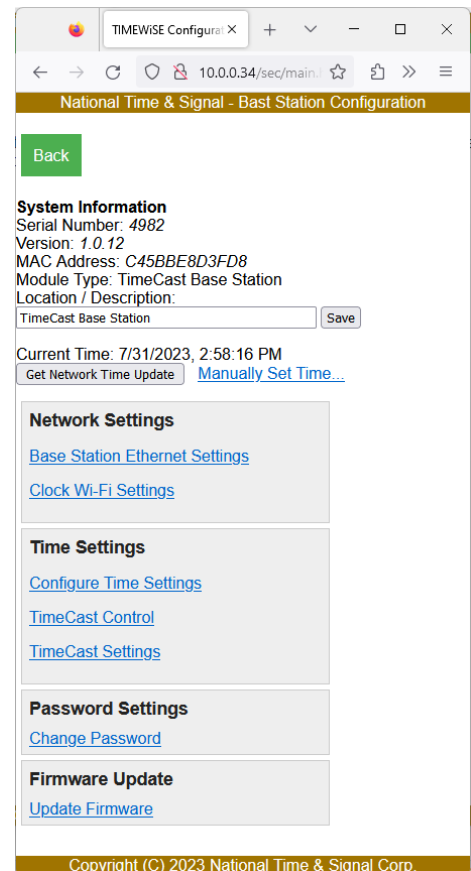 TIMEWiSE Configurat
10.0.0.34/sec/main.
National Time & Signal - Bast Station Configuration
Back
System Information
Serial Number: 4982
Version: 1.0.12
MAC Address: C45BBE8D3FD8
Module Type: TimeCast Base Station
Location / Description:
TimeCast Base Station Save
Current Time: 7/31/2023, 2:58:16 PM
Get Network Time Update Manually Set Time...
Network Settings
Base Station Ethernet Settings
Clock Wi-Fi Settings
Time Settings
Configure Time Settings
TimeCast Control
TimeCast Settings
Password Settings
Change Password
Firmware Update
Update Firmware
Copyright (C) 2023 National Time & Signal Corp.